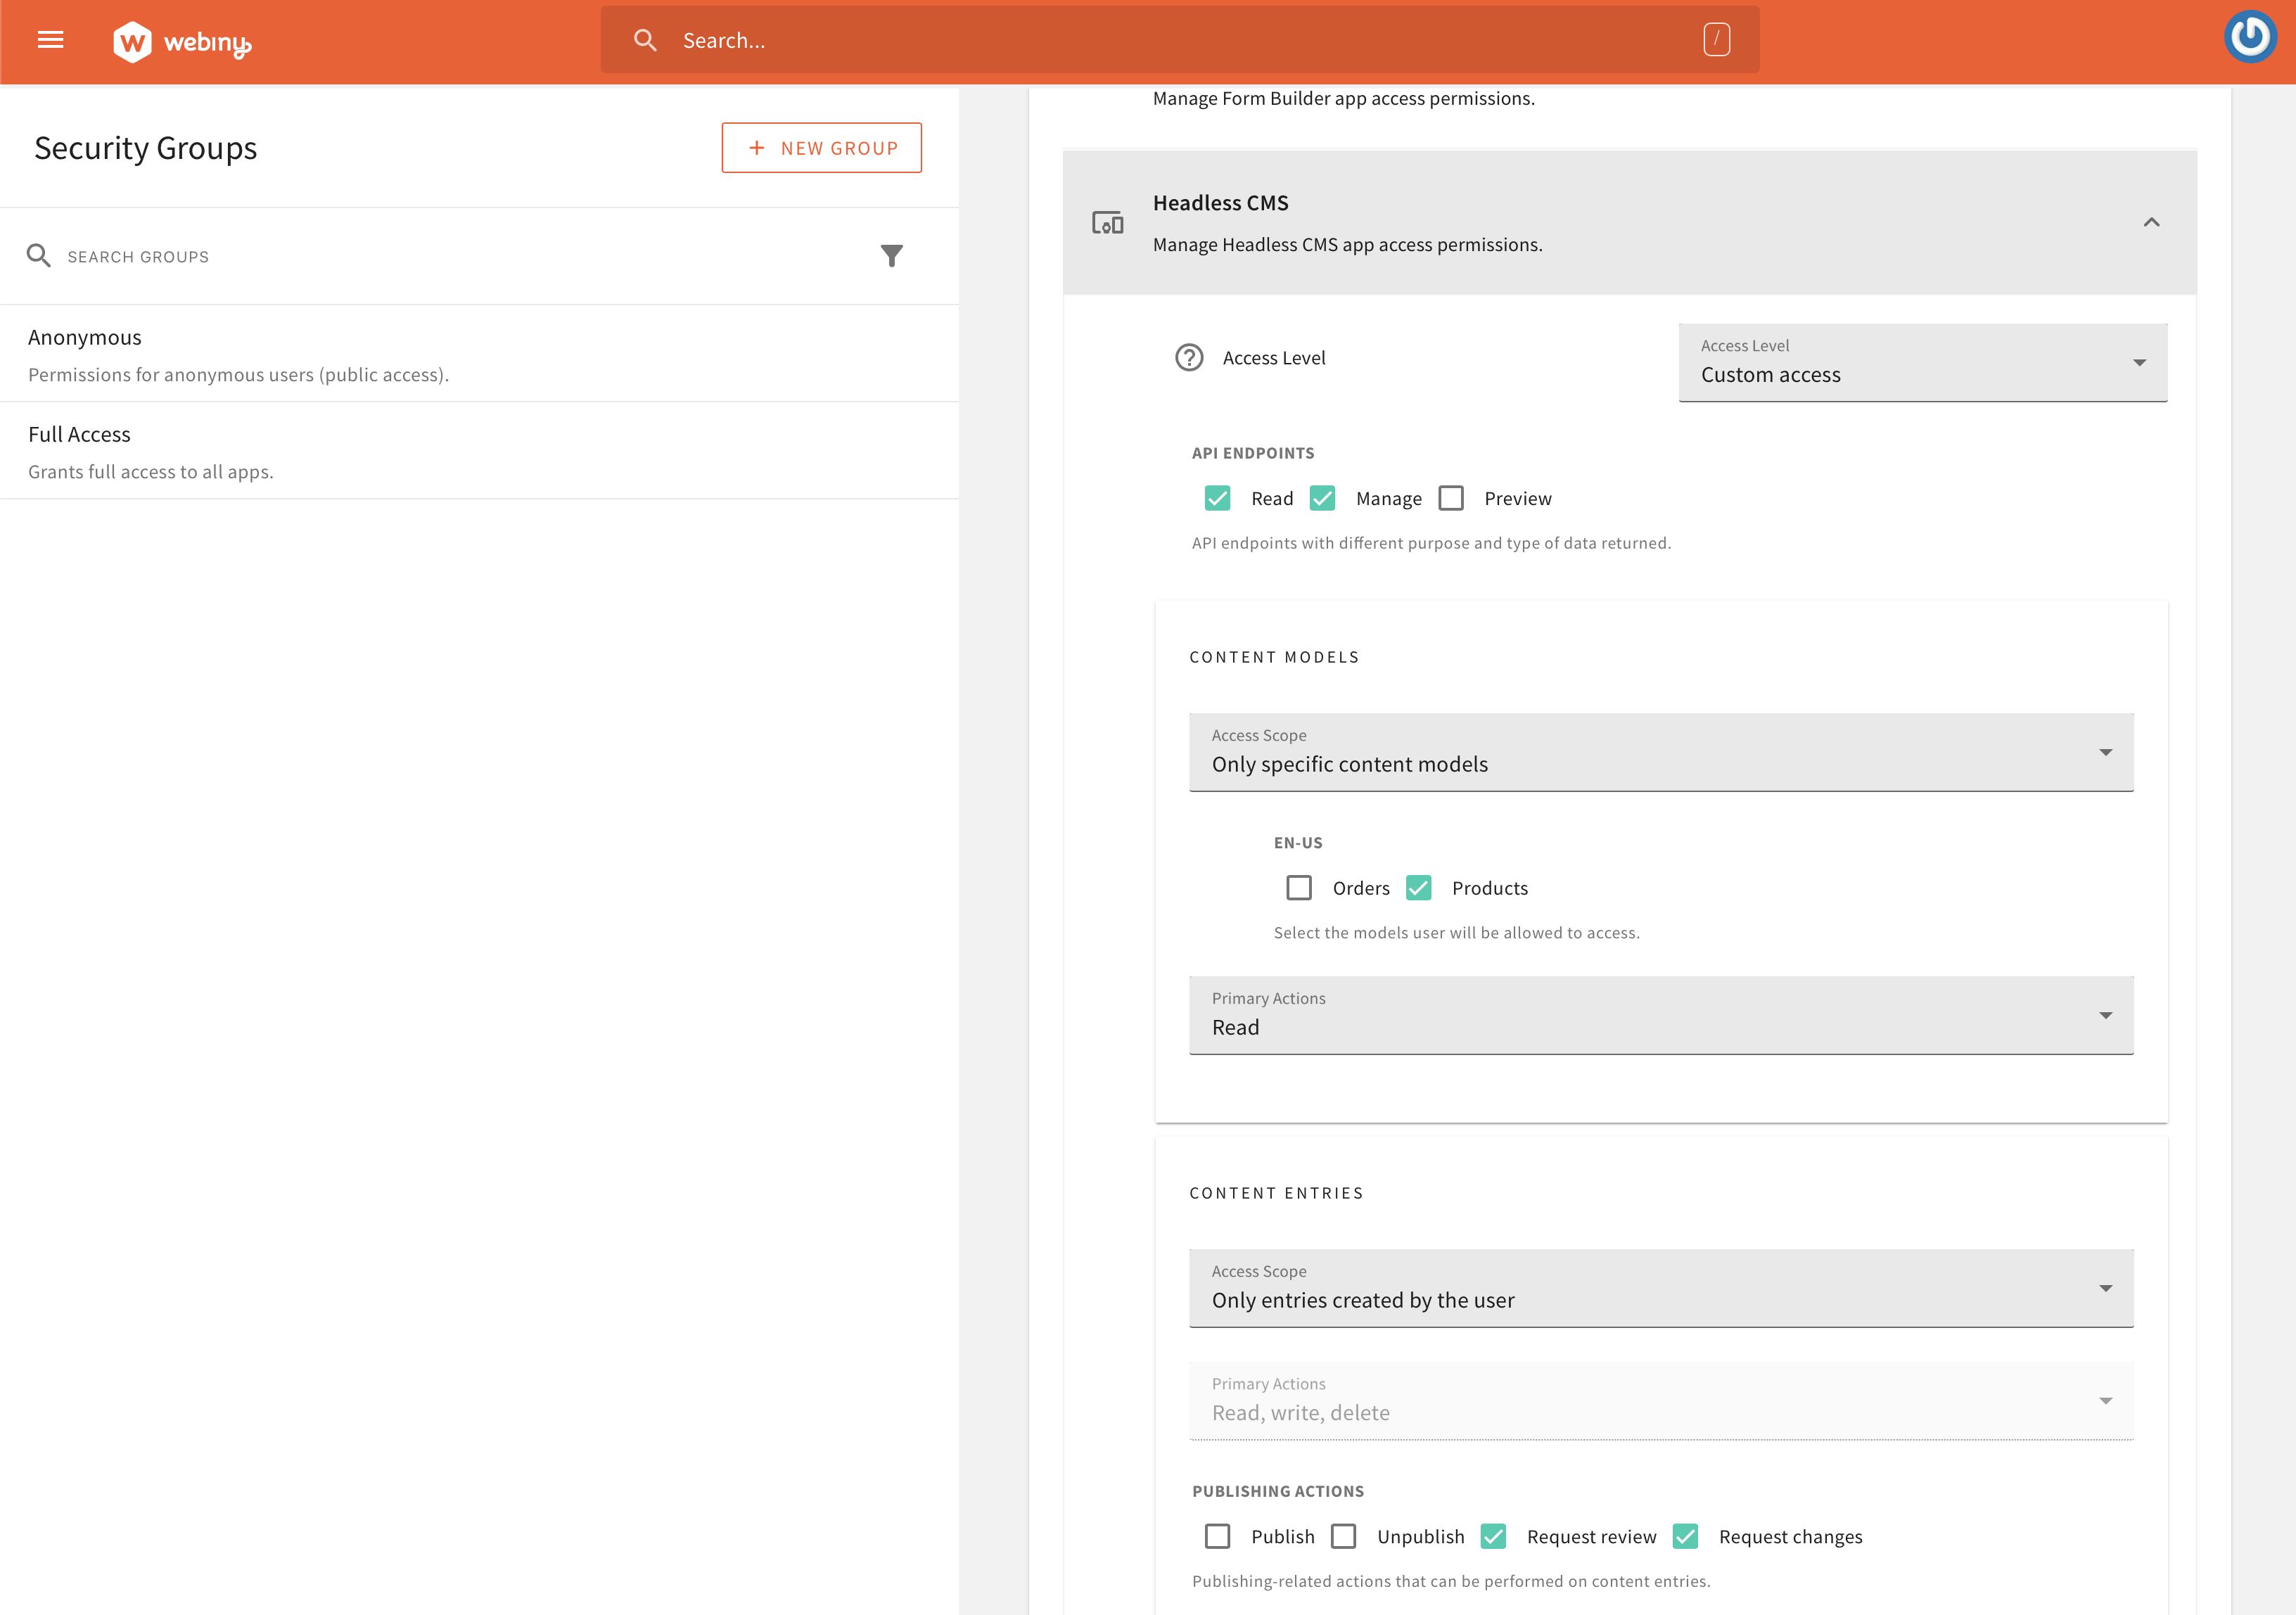 webiny
Search...
/
Security Groups
+ NEW GROUP
SEARCH GROUPS
Anonymous
Permissions for anonymous users (public access).
Full Access
Grants full access to all apps.
Manage Form Builder app access permissions.
Headless CMS
Manage Headless CMS app access permissions.
Access Level
Access Level
Custom access
API ENDPOINTS
Read Manage Preview
API endpoints with different purpose and type of data returned.
CONTENT MODELS
Access Scope
Only specific content models
EN-US
Orders Products
Select the models user will be allowed to access.
Primary Actions
Read
CONTENT ENTRIES
Access Scope
Only entries created by the user
Primary Actions
Read, write, delete
PUBLISHING ACTIONS
Publish Unpublish Request review Request changes
Publishing-related actions that can be performed on content entries.